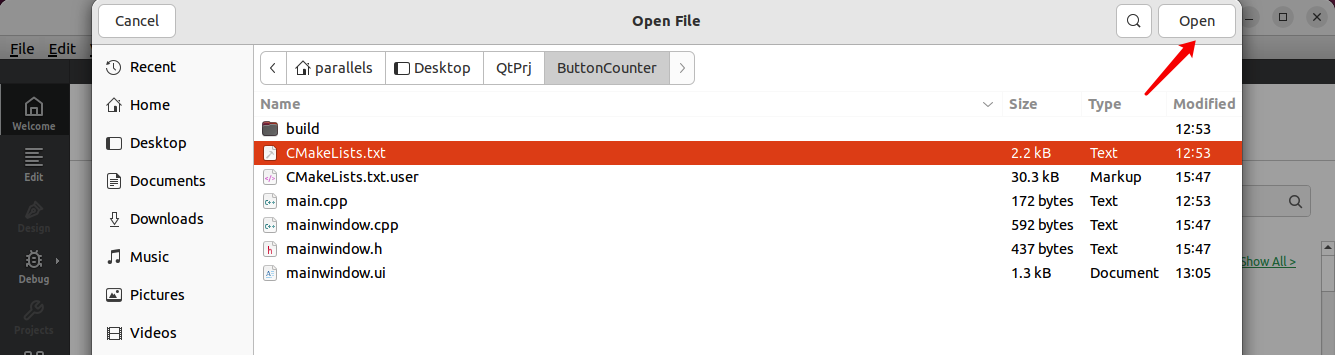 Cancel Open File Open
File Edit
parallels Desktop QtPrj ButtonCounter
Recent
Home
Desktop
Documents
Downloads
Music
Pictures
Videos
Name Size Type Modified
build 12:53
CMakeLists.txt 2.2 kB Text 12:53
CMakeLists.txt.user 30.3 kB Markup 15:47
main.cpp 172 bytes Text 12:53
mainwindow.cpp 592 bytes Text 15:47
mainwindow.h 437 bytes Text 15:47
mainwindow.ui 1.3 kB Document 13:05
Welcome
Edit
Design
Debug
Projects
Show All >